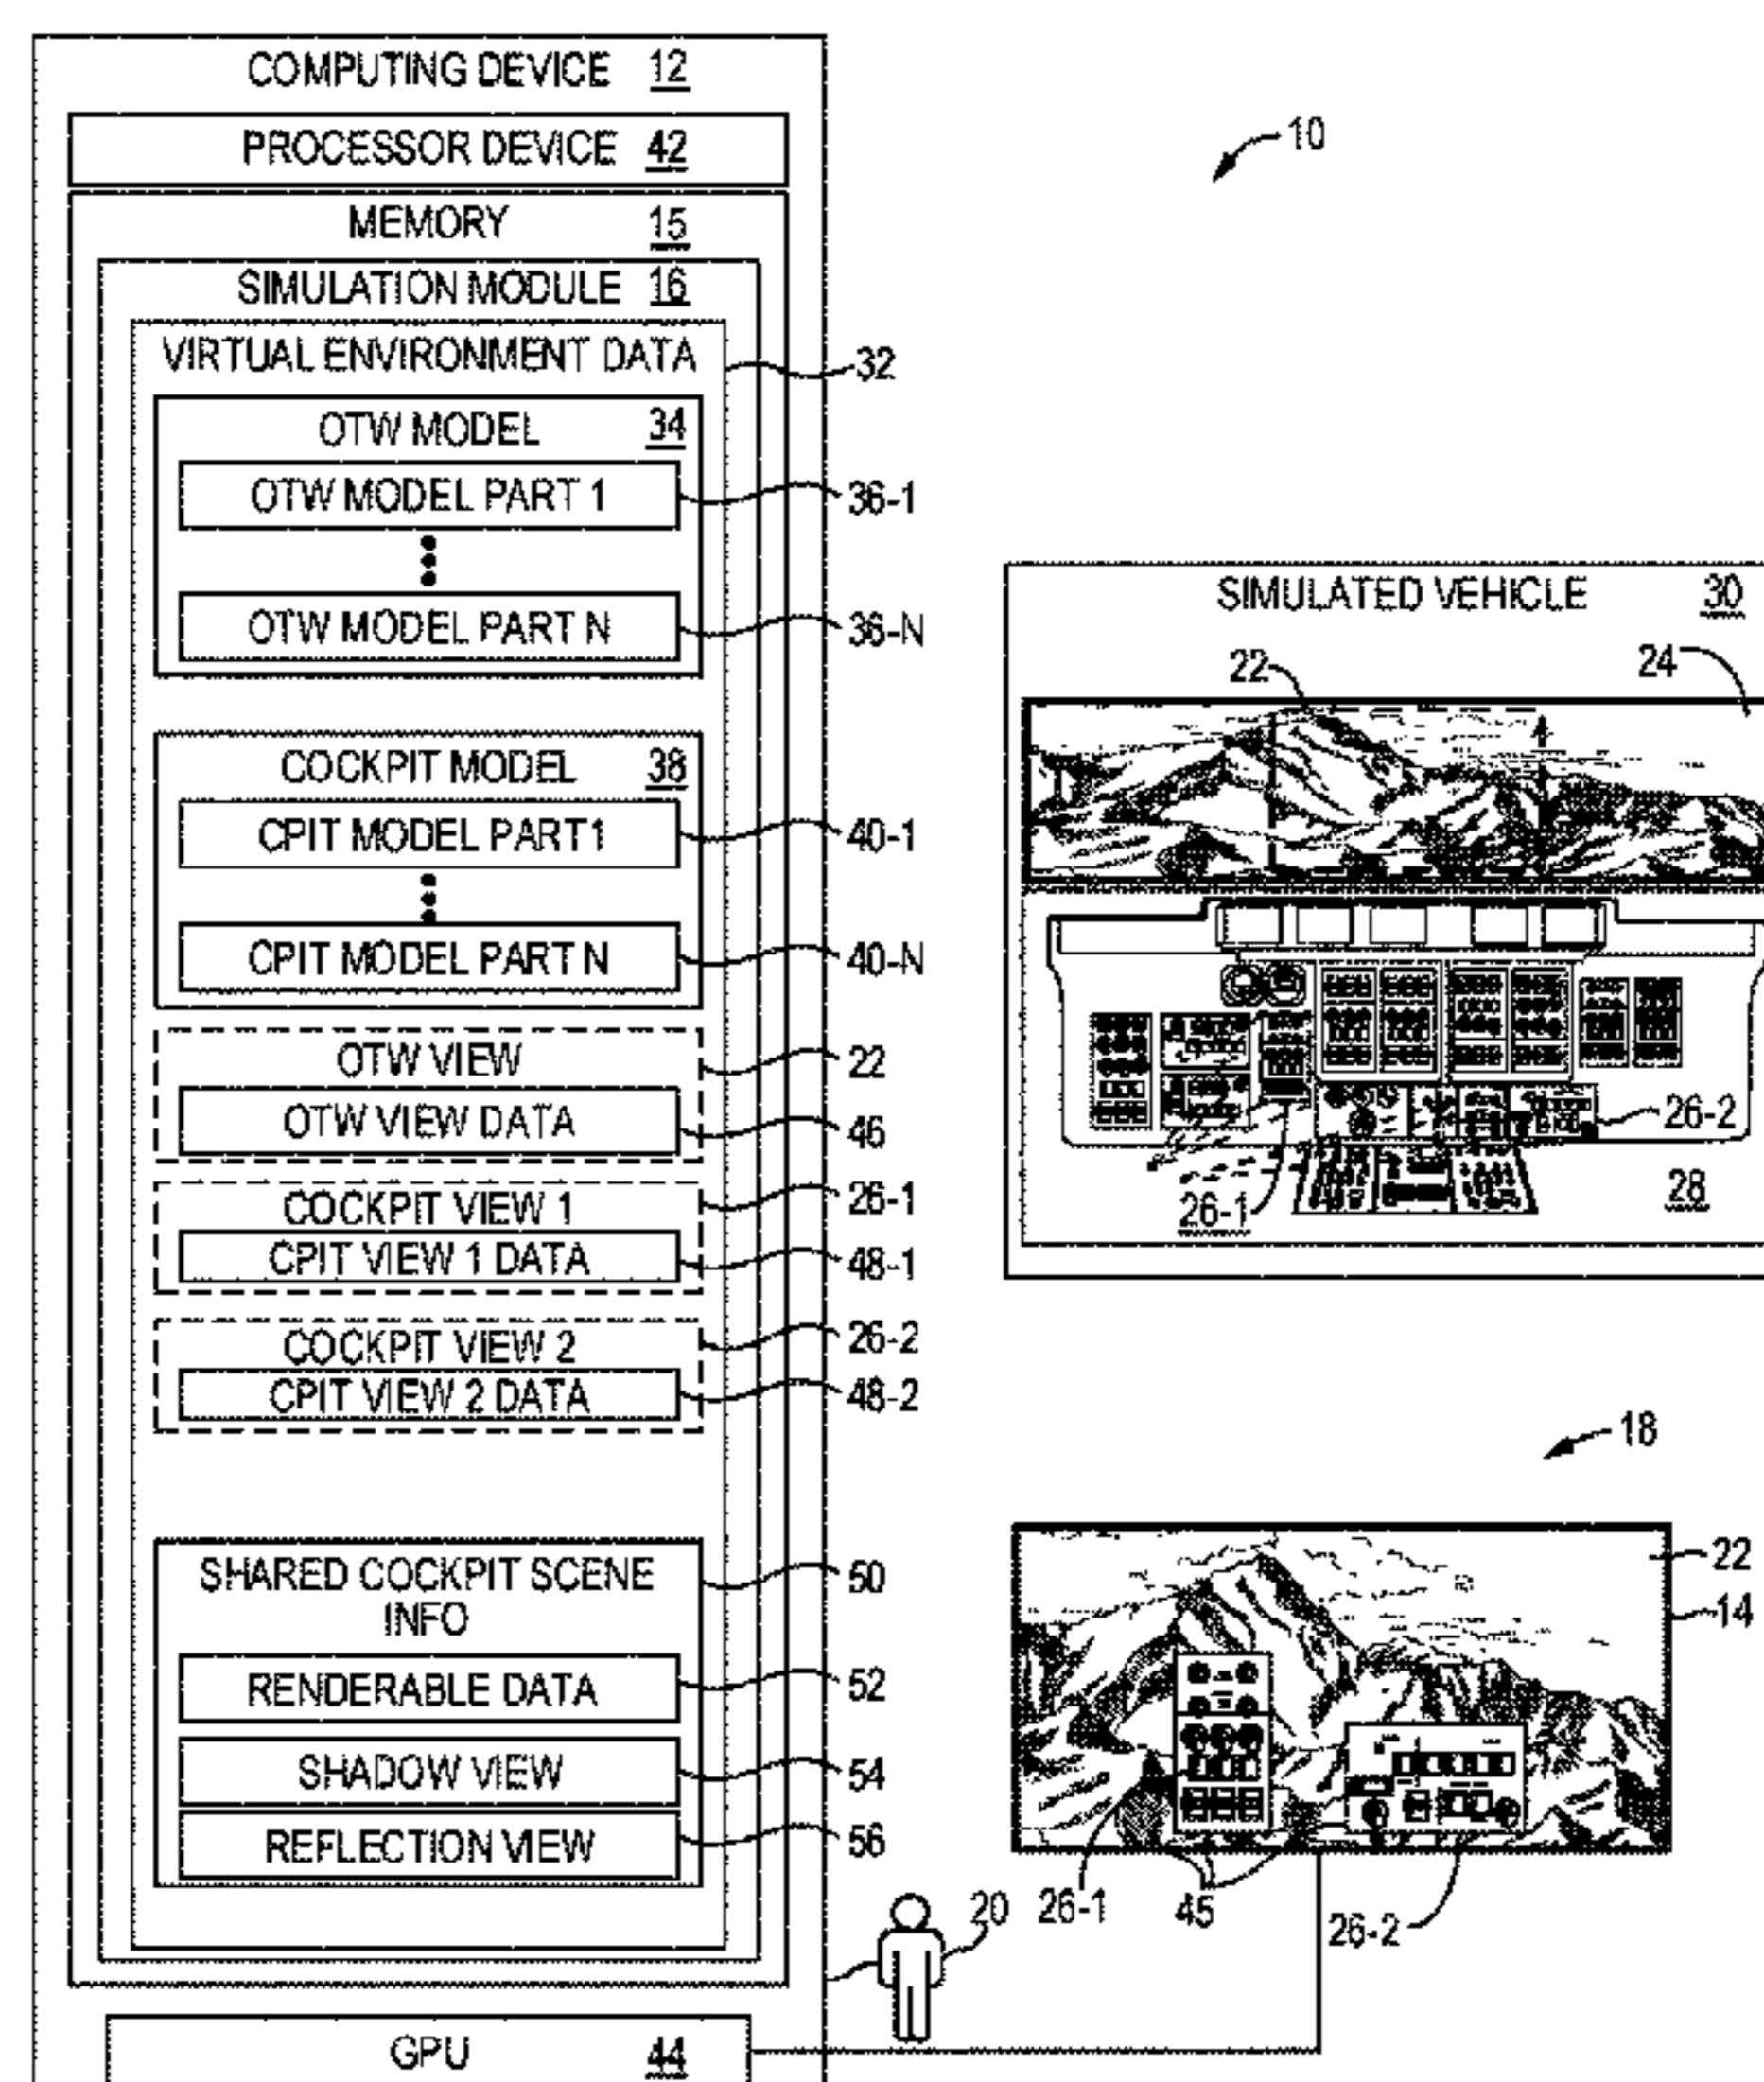 COMPUTING DEVICE 12
PROCESSOR DEVICE 42
MEMORY 15
SIMULATION MODULE 16
VIRTUAL ENVIRONMENT DATA
32
OTW MODEL 34
OTW MODEL PART 1
36-1
OTW MODEL PART N
36-N
COCKPIT MODEL 38
CPIT MODEL PART 1
40-1
CPIT MODEL PART N
40-N
OTW VIEW
22
OTW VIEW DATA
46
COCKPIT VIEW 1
26-1
CPIT VIEW 1 DATA
48-1
COCKPIT VIEW 2
26-2
CPIT VIEW 2 DATA
48-2
SHARED COCKPIT SCENE
INFO
50
RENDERABLE DATA
52
SHADOW VIEW
54
REFLECTION VIEW
56
GPU 44
20
10
SIMULATED VEHICLE 30
22
24
26-2
26-1
28
18
22
14
26-1
45
26-2